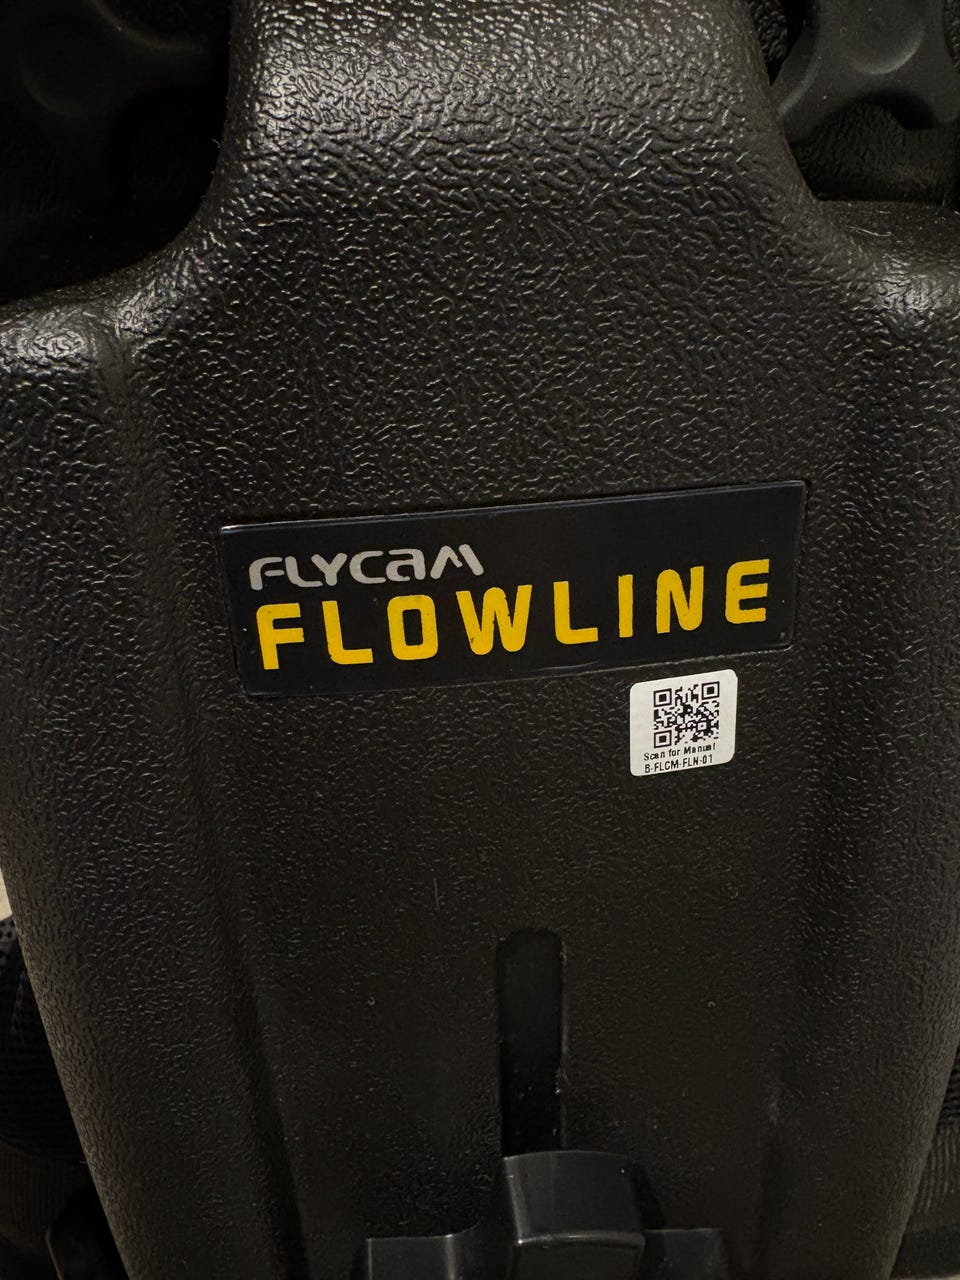 FLYCAM
FLOWLINE
Scan for Manual
B-FLCM-FLN-01